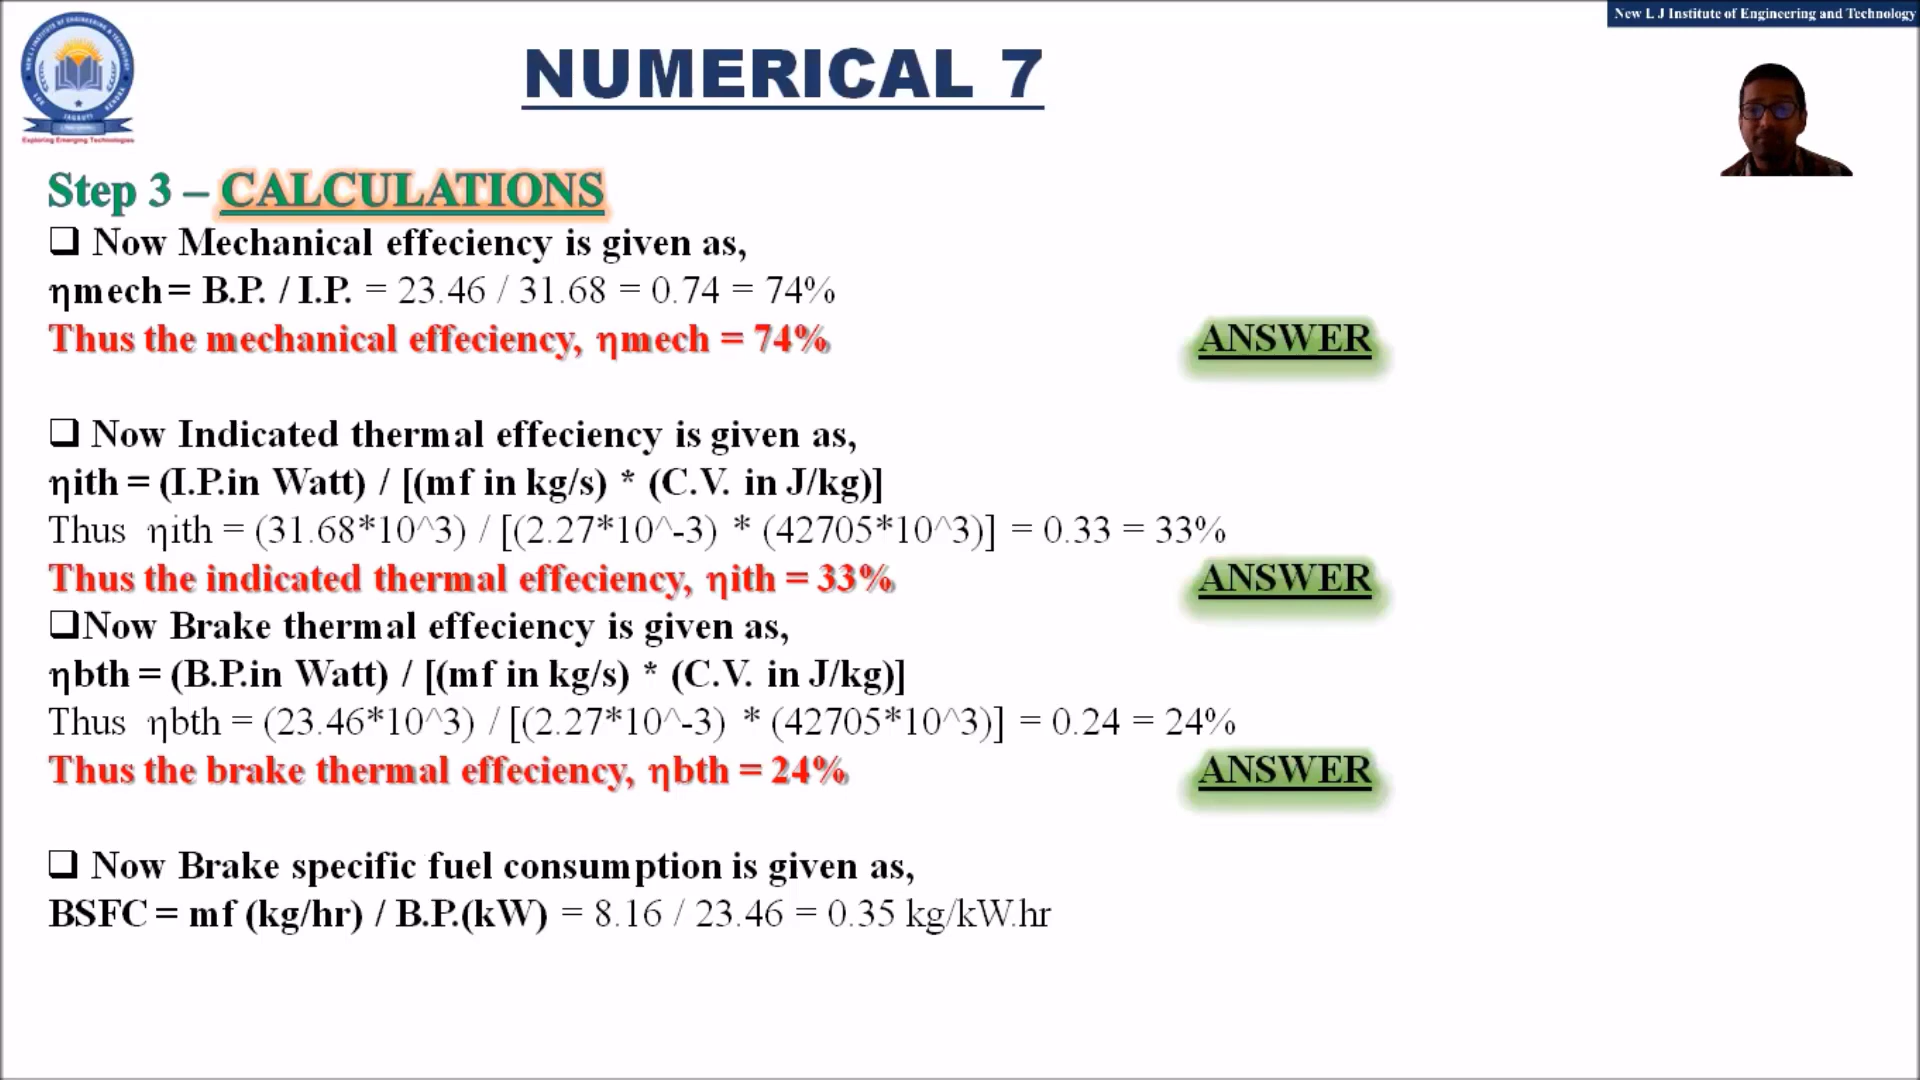 New L J Institute of Engineering and Technology
NUMERICAL 7
Exploring Emerging Technologies
Step 3 – CALCULATIONS
❑ Now Mechanical effeciency is given as,
ηmech = B.P. / I.P. = 23.46 / 31.68 = 0.74 = 74%
Thus the mechanical effeciency, ηmech = 74%
ANSWER
❑ Now Indicated thermal effeciency is given as,
ηith = (I.P.in Watt) / [(mf in kg/s) * (C.V. in J/kg)]
Thus ηith = (31.68*10^3) / [(2.27*10^-3) * (42705*10^3)] = 0.33 = 33%
Thus the indicated thermal effeciency, ηith = 33%
ANSWER
❑Now Brake thermal effeciency is given as,
ηbth = (B.P.in Watt) / [(mf in kg/s) * (C.V. in J/kg)]
Thus ηbth = (23.46*10^3) / [(2.27*10^-3) * (42705*10^3)] = 0.24 = 24%
Thus the brake thermal effeciency, ηbth = 24%
ANSWER
❑ Now Brake specific fuel consumption is given as,
BSFC = mf (kg/hr) / B.P.(kW) = 8.16 / 23.46 = 0.35 kg/kW.hr